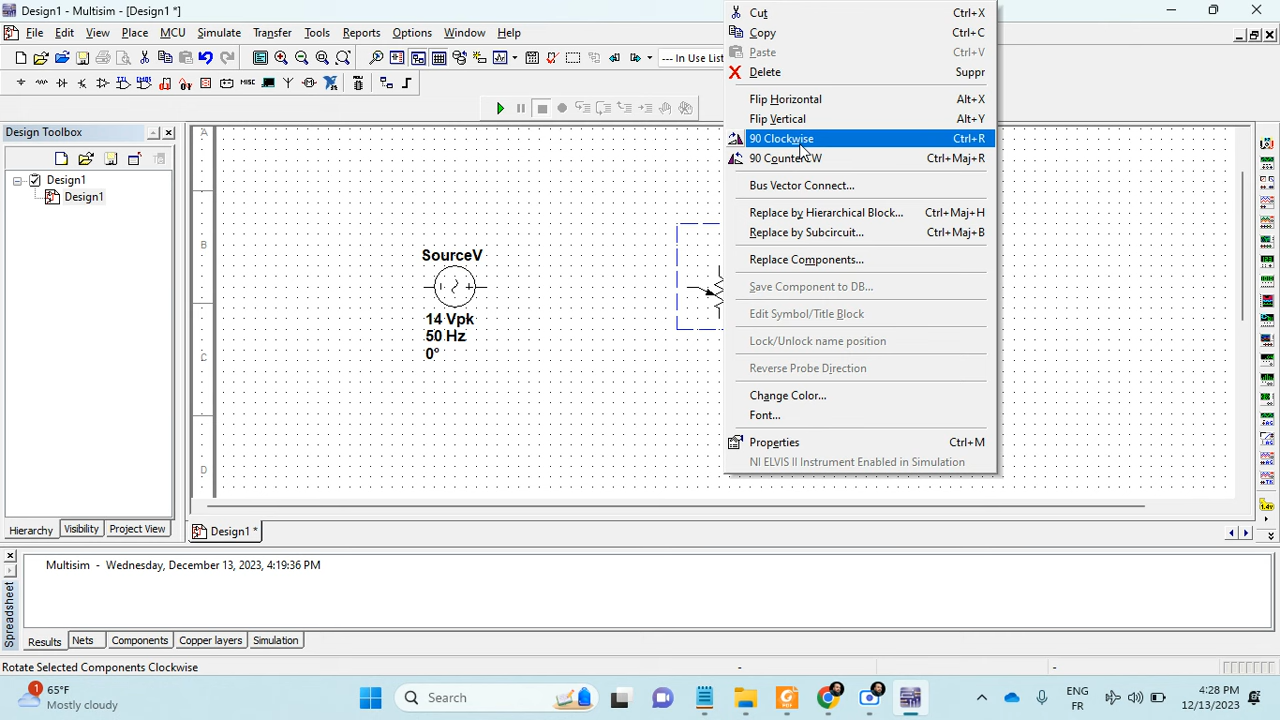 Design1 - Multisim - [Design1 *]
File Edit View Place MCU Simulate Transfer Tools Reports Options Window Help
--- In Use List
MISC
Design Toolbox
Design1
Design1
Hierarchy Visibility Project View
A
B
C
D
SourceV
14 Vpk
50 Hz
0°
Cut Ctrl+X
Copy Ctrl+C
Paste Ctrl+V
Delete Suppr
Flip Horizontal Alt+X
Flip Vertical Alt+Y
90 Clockwise Ctrl+R
90 CounterCW Ctrl+Maj+R
Bus Vector Connect...
Replace by Hierarchical Block... Ctrl+Maj+H
Replace by Subcircuit... Ctrl+Maj+B
Replace Components...
Save Component to DB...
Edit Symbol/Title Block
Lock/Unlock name position
Reverse Probe Direction
Change Color...
Font...
Properties Ctrl+M
NI ELVIS II Instrument Enabled in Simulation
1.4v
Design1 *
Spreadsheet
Multisim - Wednesday, December 13, 2023, 4:19:36 PM
Results Nets Components Copper layers Simulation
Rotate Selected Components Clockwise - -
1
65°F
Mostly cloudy
Search
ENG
FR
4:28 PM
12/13/2023